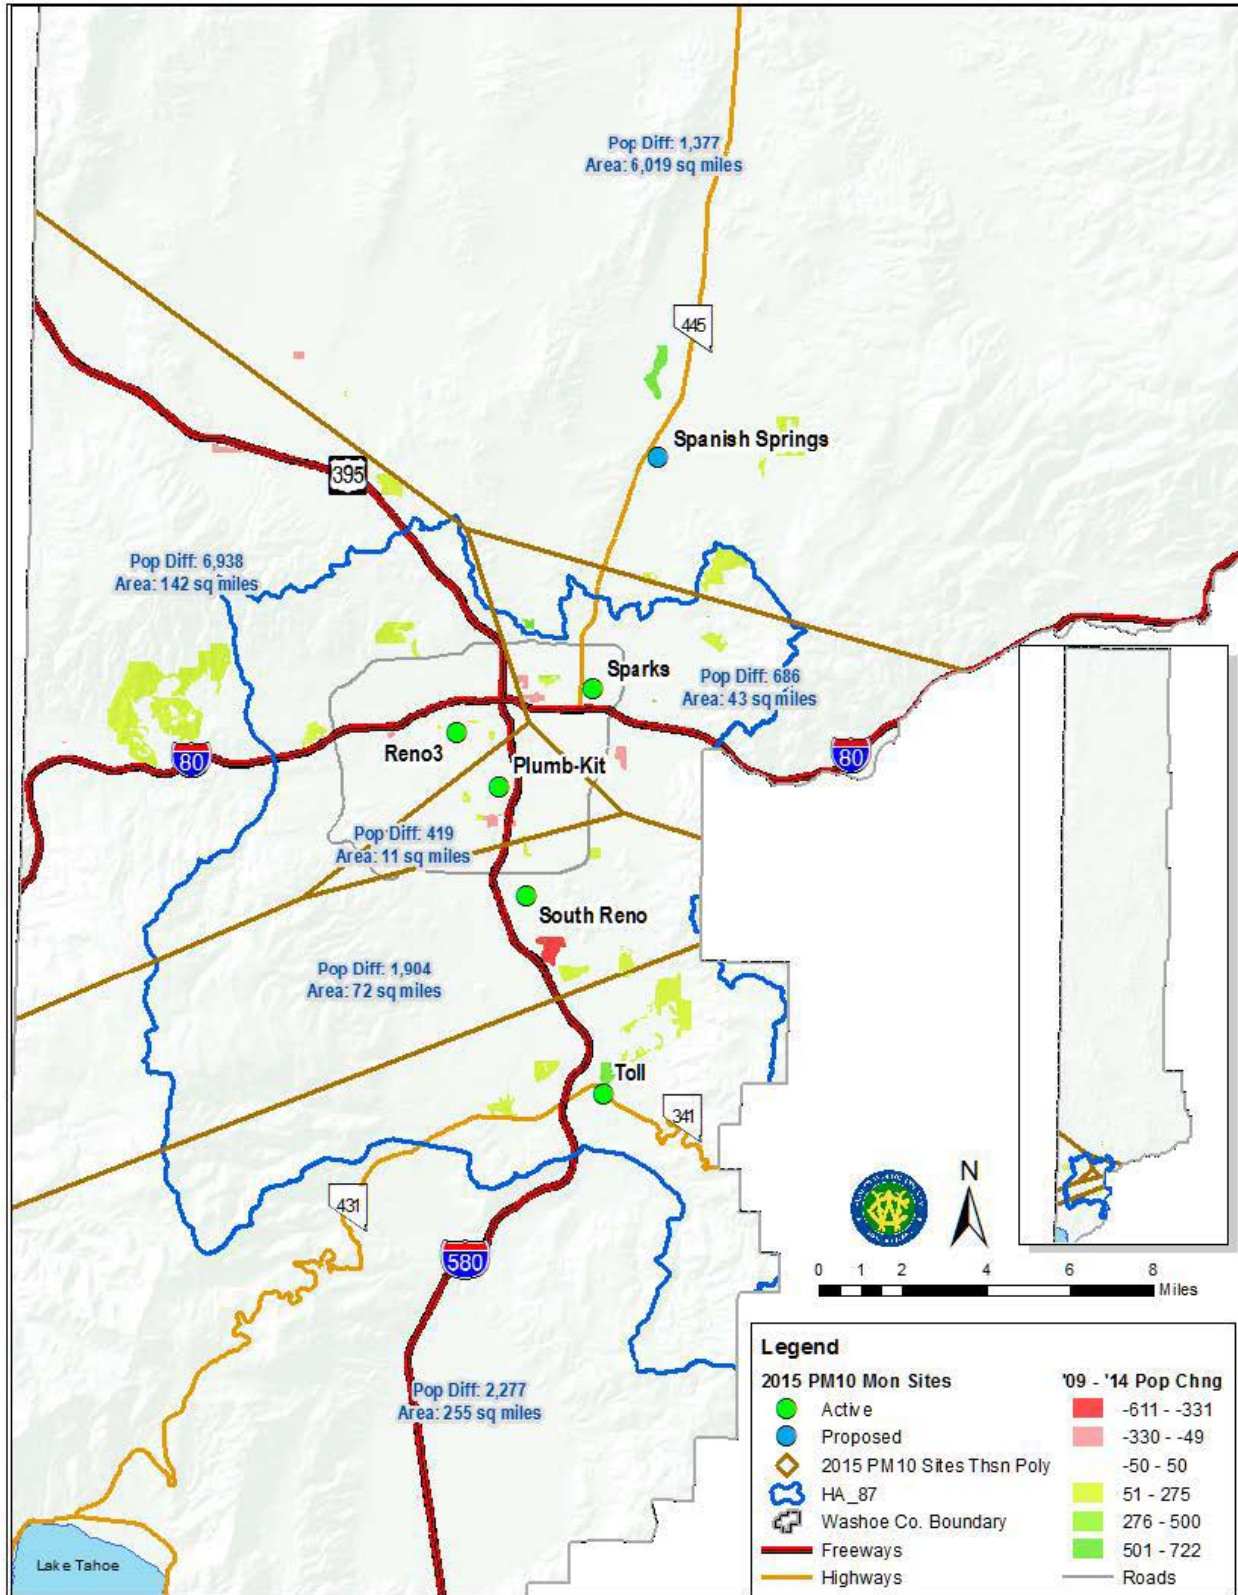 Pop Diff: 1,377
Area: 6,019 sq miles
445
Spanish Springs
395
Pop Diff: 6,938
Area: 142 sq miles
Sparks
Pop Diff: 686
Area: 43 sq miles
Reno3
80
80
Plumb-Kit
Pop Diff: 419
Area: 11 sq miles
South Reno
Pop Diff: 1,904
Area: 72 sq miles
Toll
341
431
N
580
0 1 2 4 6 8
Miles
Pop Diff: 2,277
Area: 255 sq miles
Lake Tahoe
Legend
2015 PM10 Mon Sites
Active
Proposed
2015 PM10 Sites Thsn Poly
HA_87
Washoe Co. Boundary
Freeways
Highways
'09 - '14 Pop Chng
-611 - -331
-330 - -49
-50 - 50
51 - 275
276 - 500
501 - 722
Roads